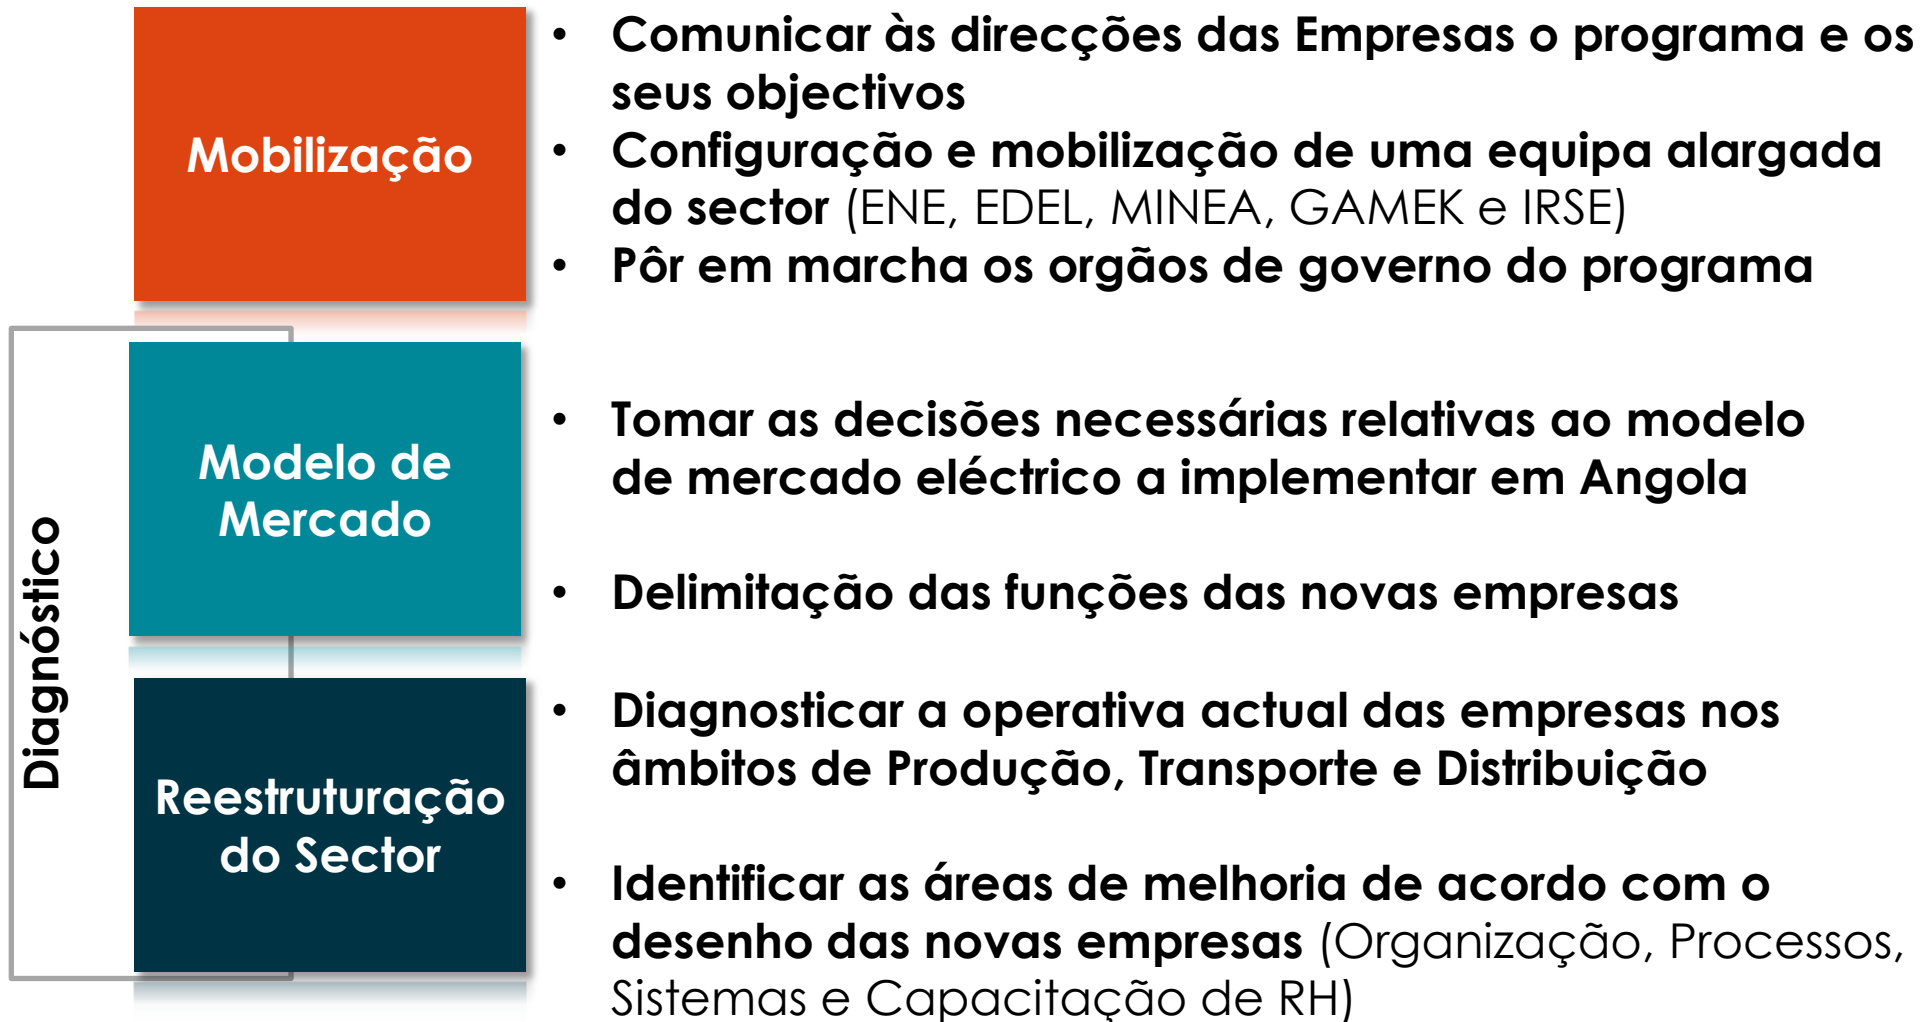 Mobilização
• Comunicar às direcções das Empresas o programa e os
seus objectivos
• Configuração e mobilização de uma equipa alargada
do sector (ENE, EDEL, MINEA, GAMEK e IRSE)
• Pôr em marcha os orgãos de governo do programa
Diagnóstico
Modelo de
Mercado
• Tomar as decisões necessárias relativas ao modelo
de mercado eléctrico a implementar em Angola
• Delimitação das funções das novas empresas
Reestruturação
do Sector
• Diagnosticar a operativa actual das empresas nos
âmbitos de Produção, Transporte e Distribuição
• Identificar as áreas de melhoria de acordo com o
desenho das novas empresas (Organização, Processos,
Sistemas e Capacitação de RH)